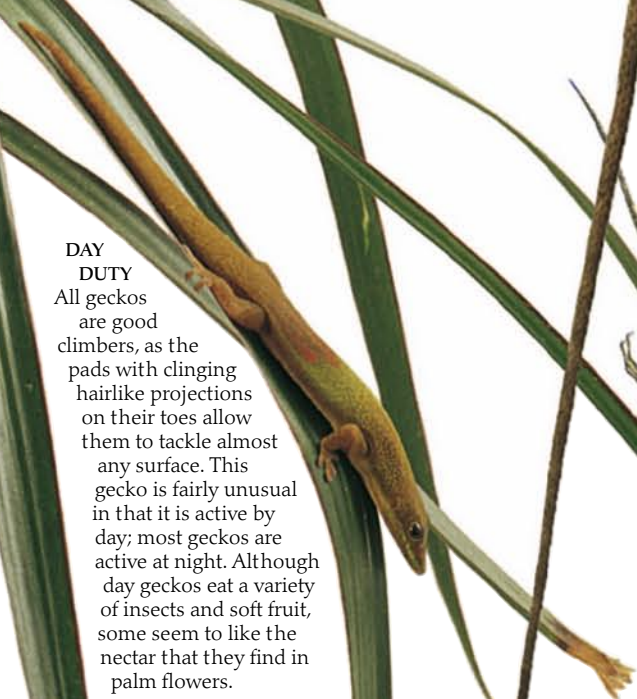 DAY
DUTY
All geckos
are good
climbers, as the
pads with clinging
hairlike projections
on their toes allow
them to tackle almost
any surface. This
gecko is fairly unusual
in that it is active by
day; most geckos are
active at night. Although
day geckos eat a variety
of insects and soft fruit,
some seem to like the
nectar that they find in
palm flowers.